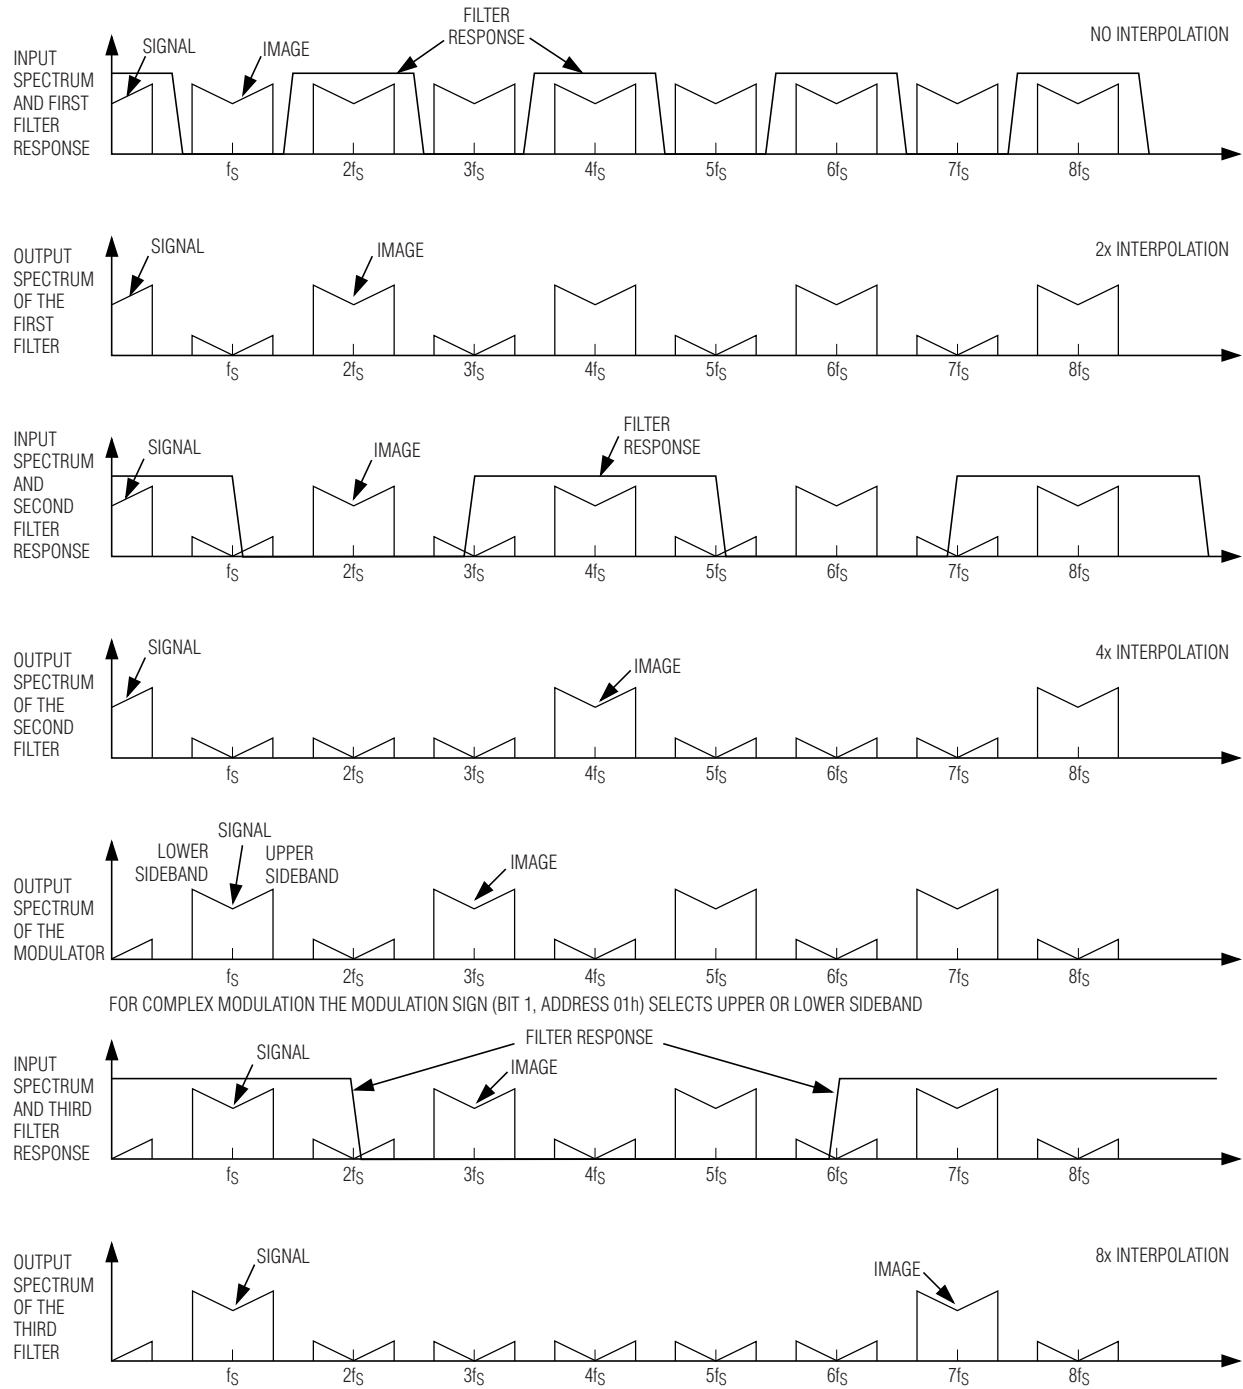 FILTER
RESPONSE
NO INTERPOLATION
SIGNAL
IMAGE
INPUT
SPECTRUM
AND FIRST
FILTER
RESPONSE
fS 2fS 3fS 4fS 5fS 6fS 7fS 8fS
SIGNAL
IMAGE
2x INTERPOLATION
OUTPUT
SPECTRUM
OF THE
FIRST
FILTER
fS 2fS 3fS 4fS 5fS 6fS 7fS 8fS
FILTER
RESPONSE
SIGNAL
IMAGE
INPUT
SPECTRUM
AND
SECOND
FILTER
RESPONSE
fS 2fS 3fS 4fS 5fS 6fS 7fS 8fS
SIGNAL
IMAGE
4x INTERPOLATION
OUTPUT
SPECTRUM
OF THE
SECOND
FILTER
fS 2fS 3fS 4fS 5fS 6fS 7fS 8fS
SIGNAL
LOWER
SIDEBAND
UPPER
SIDEBAND
IMAGE
OUTPUT
SPECTRUM
OF THE
MODULATOR
fS 2fS 3fS 4fS 5fS 6fS 7fS 8fS
FOR COMPLEX MODULATION THE MODULATION SIGN (BIT 1, ADDRESS 01h) SELECTS UPPER OR LOWER SIDEBAND
FILTER RESPONSE
SIGNAL
IMAGE
INPUT
SPECTRUM
AND THIRD
FILTER
RESPONSE
fS 2fS 3fS 4fS 5fS 6fS 7fS 8fS
SIGNAL
IMAGE
8x INTERPOLATION
OUTPUT
SPECTRUM
OF THE
THIRD
FILTER
fS 2fS 3fS 4fS 5fS 6fS 7fS 8fS